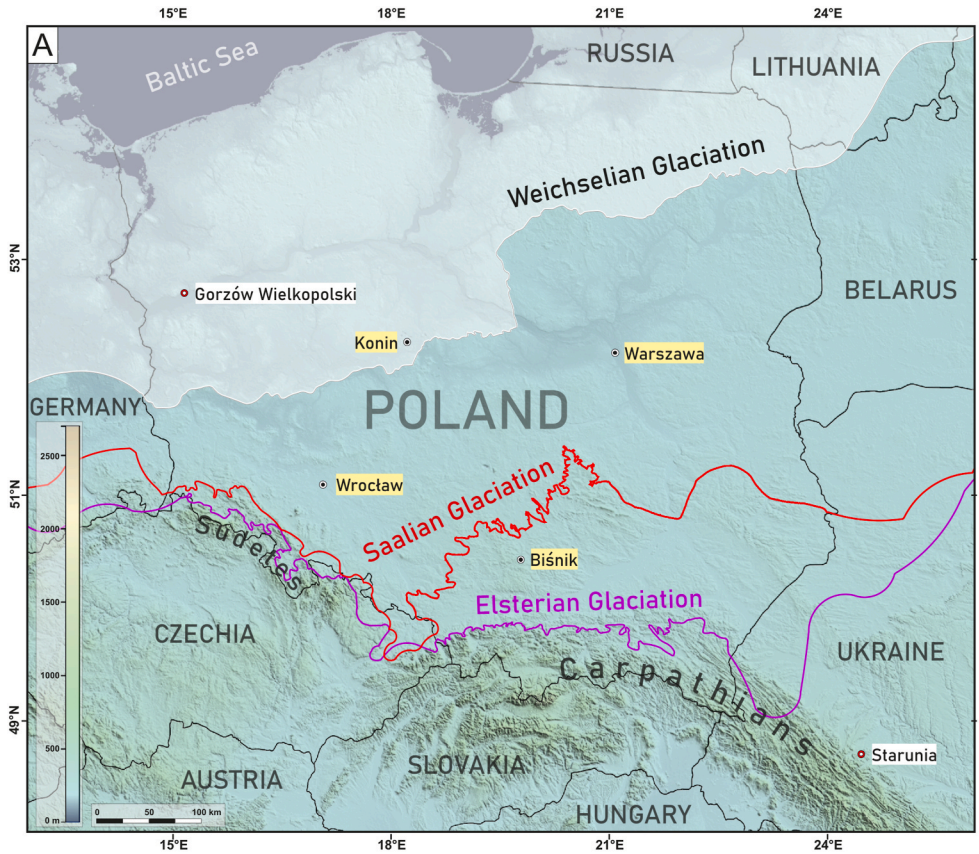 15°E
18°E
21°E
24°E
A
Baltic Sea
RUSSIA
LITHUANIA
Weichselian Glaciation
53°N
BELARUS
Gorzów Wielkopolski
Konin
Warszawa
GERMANY
POLAND
2500
51°N
Wrocław
Saalian Glaciation
2000
Sudetes
Biśnik
1500
Elsterian Glaciation
CZECHIA
UKRAINE
Carpathians
1000
49°N
500
Starunia
SLOVAKIA
AUSTRIA
0 m
0 50 100 km
HUNGARY
15°E
18°E
21°E
24°E